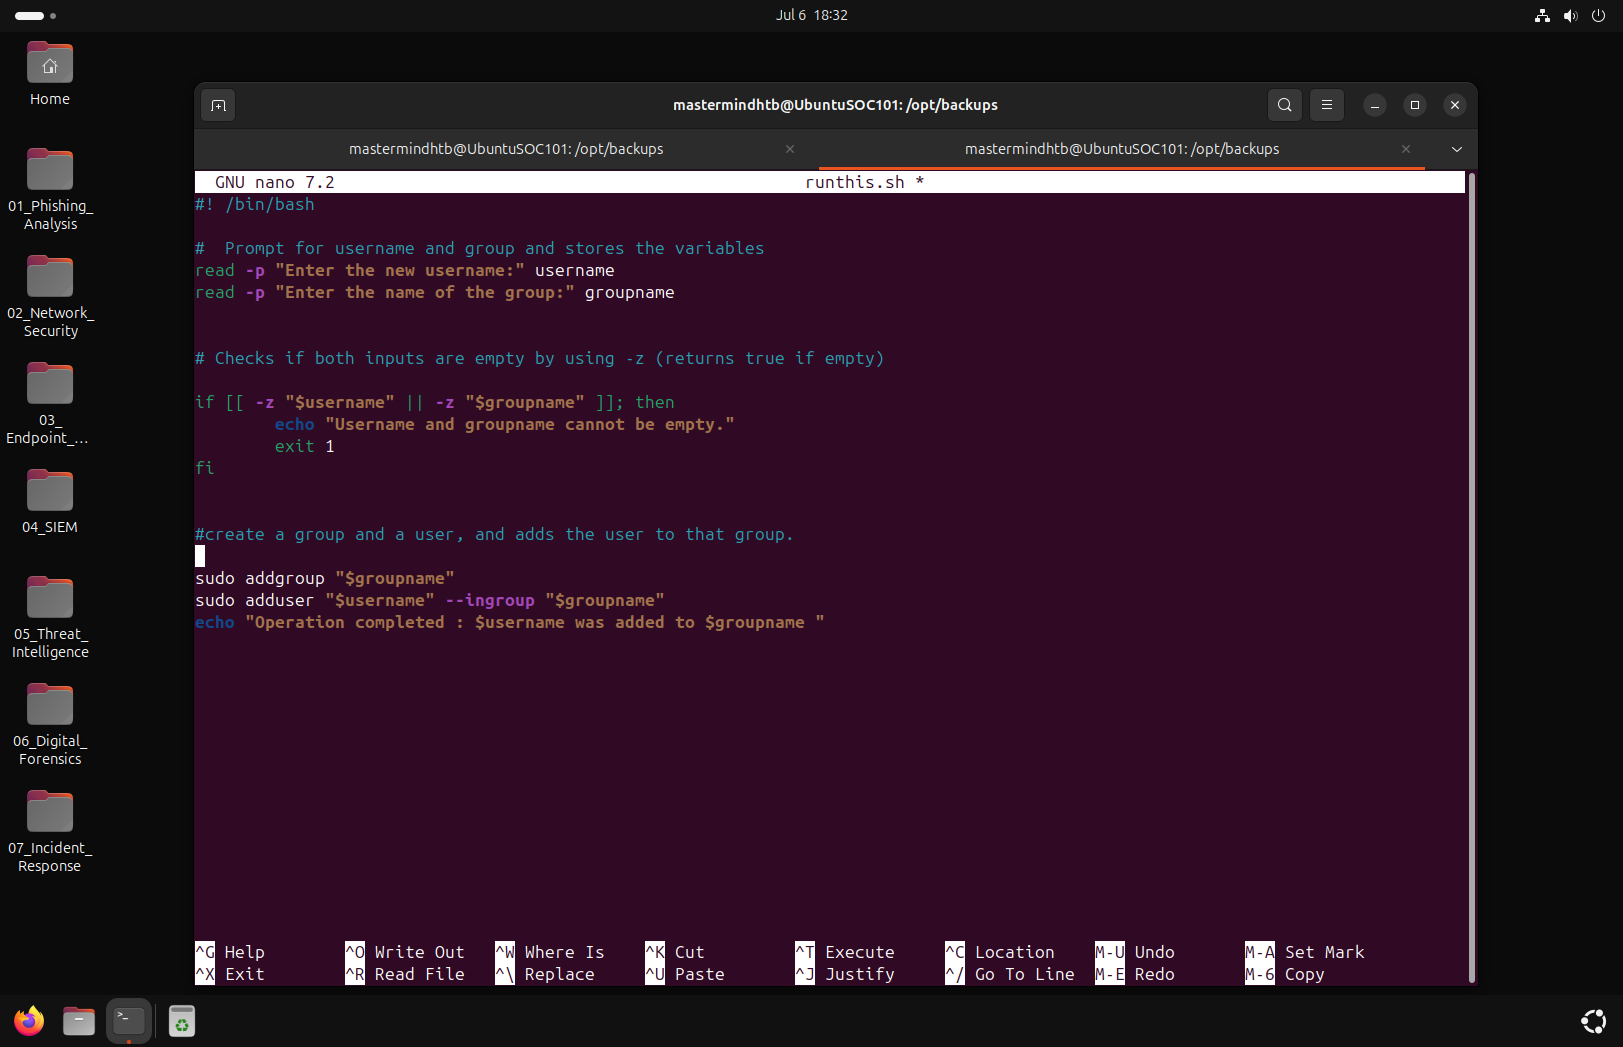 Jul 6 18:32
Home
01_Phishing_
Analysis
02_Network_
Security
03_
Endpoint_...
04_SIEM
05_Threat_
Intelligence
06_Digital_
Forensics
07_Incident_
Response
mastermindhtb@UbuntuSOC101: /opt/backups
mastermindhtb@UbuntuSOC101: /opt/backups
mastermindhtb@UbuntuSOC101: /opt/backups
GNU nano 7.2 runthis.sh *
#! /bin/bash
#  Prompt for username and group and stores the variables
read -p "Enter the new username:" username
read -p "Enter the name of the group:" groupname
# Checks if both inputs are empty by using -z (returns true if empty)
if [[ -z "$username" || -z "$groupname" ]]; then
        echo "Username and groupname cannot be empty."
        exit 1
fi
#create a group and a user, and adds the user to that group.
sudo addgroup "$groupname"
sudo adduser "$username" --ingroup "$groupname"
echo "Operation completed : $username was added to $groupname "
^G Help ^O Write Out ^W Where Is ^K Cut ^T Execute ^C Location M-U Undo M-A Set Mark
^X Exit ^R Read File ^\ Replace ^U Paste ^J Justify ^/ Go To Line M-E Redo M-6 Copy